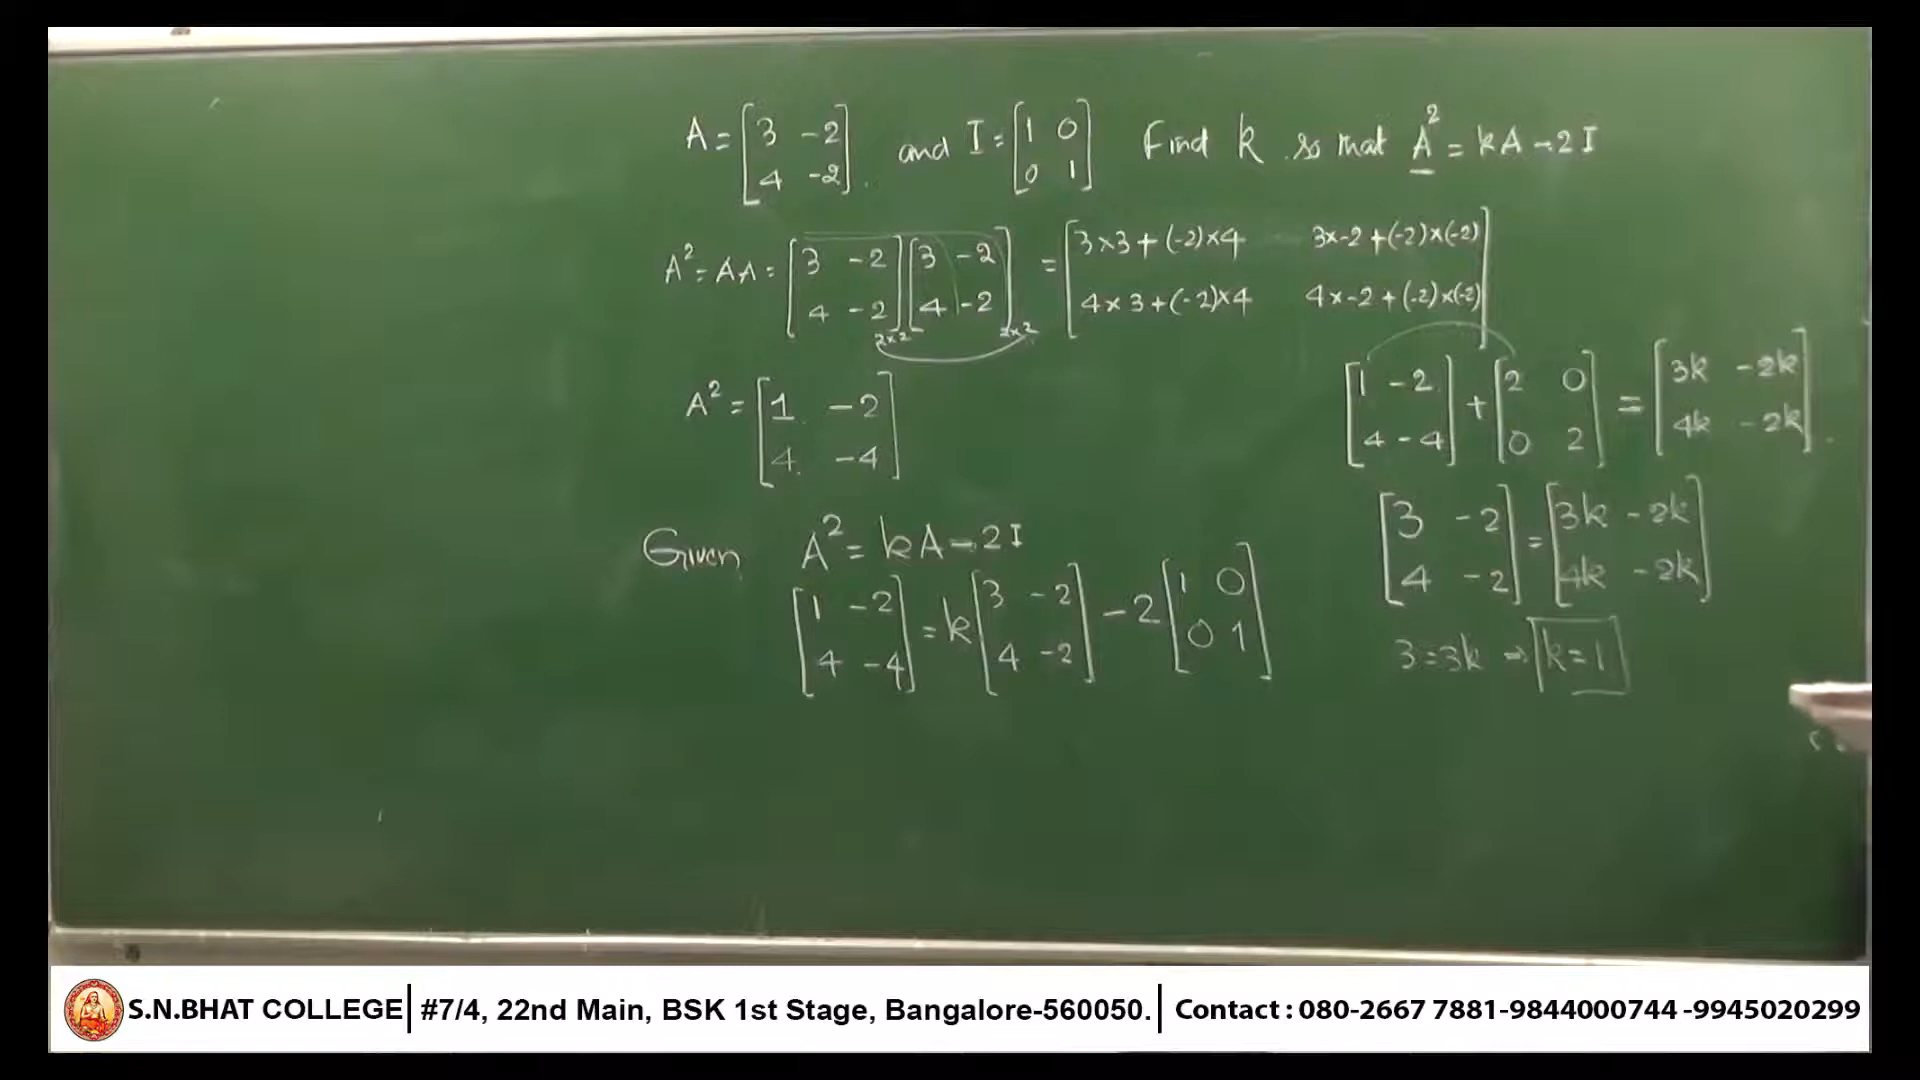 A = [3 -2 4 -2]. and I = [1 0 0 1] Find k so that A² = kA - 2I
A² = AA = [3 -2 4 -2]2×2 [3 -2 4 -2]2×2 = [3×3+(-2)×4 3×-2+(-2)×(-2) 4×3+(-2)×4 4×-2+(-2)×(-2)]
A² = [1 -2 4 -4]
Given A² = kA - 2I
[1 -2 4 -4] = k[3 -2 4 -2] - 2[1 0 0 1]
[1 -2 4 -4] + [2 0 0 2] = [3k -2k 4k -2k].
[3 -2 4 -2] = [3k -2k 4k -2k]
3=3k ⇒ k=1
S.N.BHAT COLLEGE | #7/4, 22nd Main, BSK 1st Stage, Bangalore-560050. | Contact : 080-2667 7881-9844000744 -9945020299